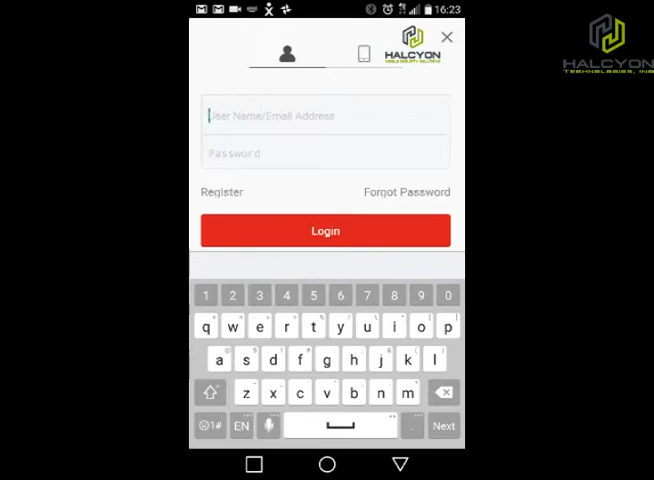 16:23
HALCYON
HALCYON
TECHNOLOGIES, INC
User Name/Email Address
Password
Register
Forgot Password
Login
1 2 3 4 5 6 7 8 9 0
q w e r t y u i o p
a s d f g h j k l
z x c v b n m
1# EN . Next